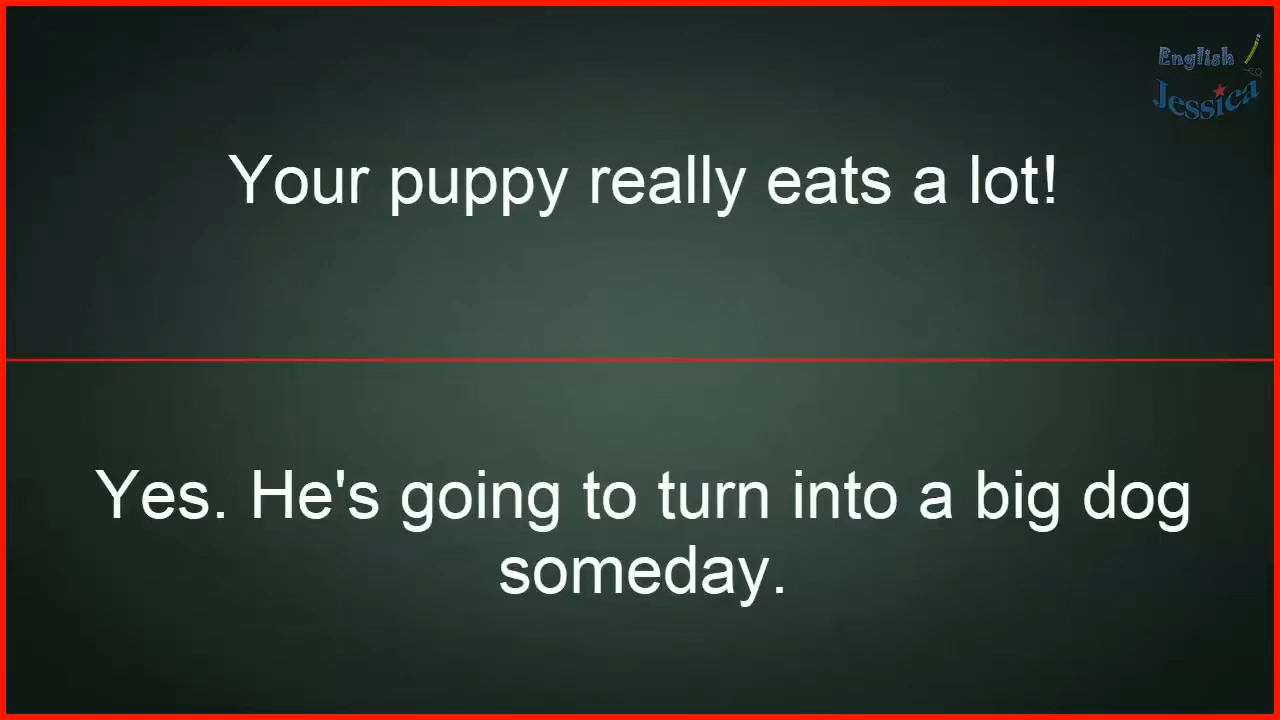 English
Jessica
Your puppy really eats a lot!
Yes. He's going to turn into a big dog
someday.